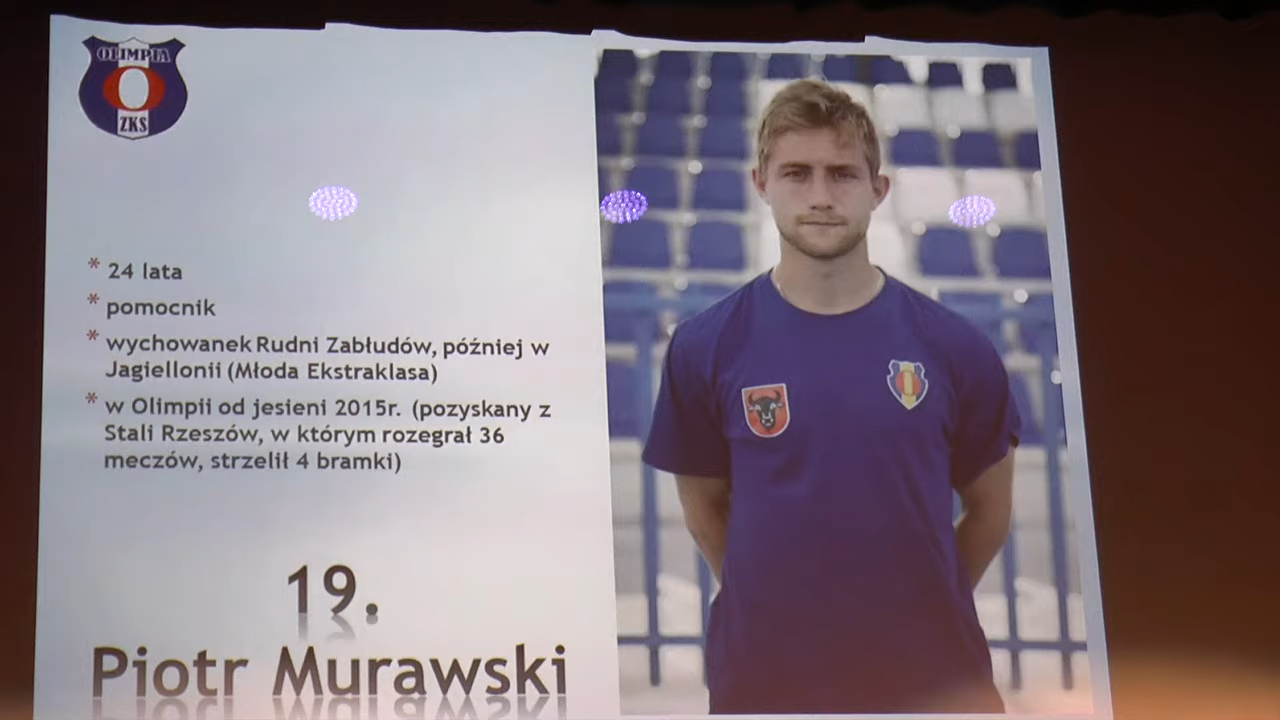 OLIMPIA
ZKS
* 24 lata
* pomocnik
* wychowanek Rudni Zabłudów, później w
Jagiellonii (Młoda Ekstraklasa)
* w Olimpii od jesieni 2015r. (pozyskany z
Stali Rzeszów, w którym rozegrał 36
meczów, strzelił 4 bramki)
19.
Piotr Murawski